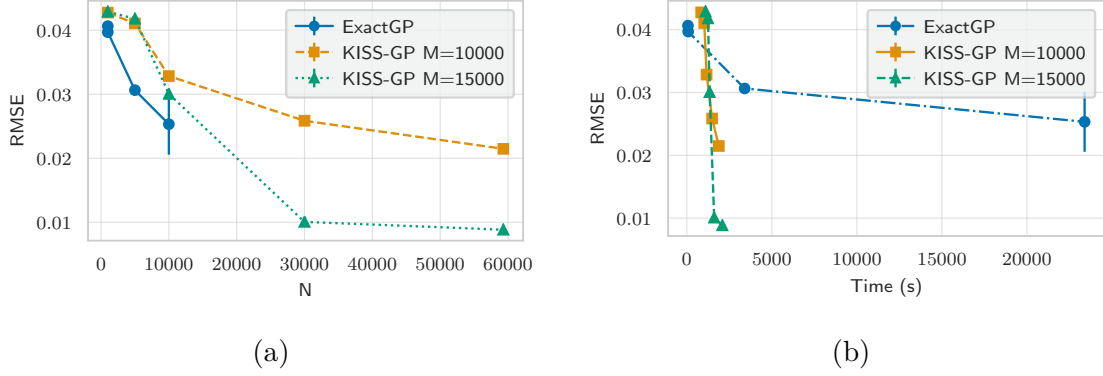 0.04
0.03
0.02
0.01
RMSE
0
10000
20000
30000
40000
50000
60000
N
ExactGP
KISS-GP M=10000
KISS-GP M=15000
(a)
0.04
0.03
0.02
0.01
RMSE
0
5000
10000
15000
20000
Time (s)
ExactGP
KISS-GP M=10000
KISS-GP M=15000
(b)